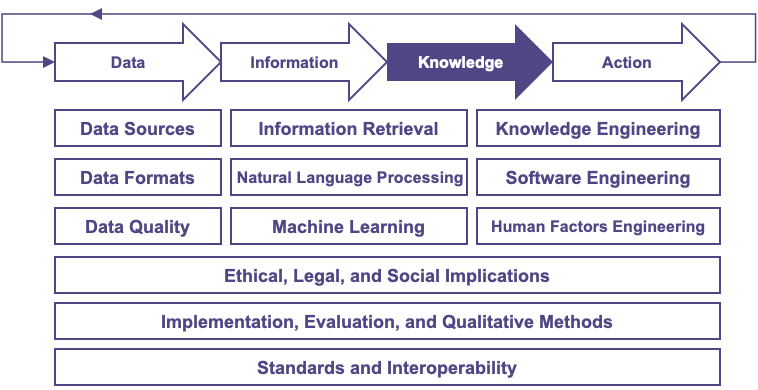 Data
Information
Knowledge
Action
Data Sources
Information Retrieval
Knowledge Engineering
Data Formats
Natural Language Processing
Software Engineering
Data Quality
Machine Learning
Human Factors Engineering
Ethical, Legal, and Social Implications
Implementation, Evaluation, and Qualitative Methods
Standards and Interoperability